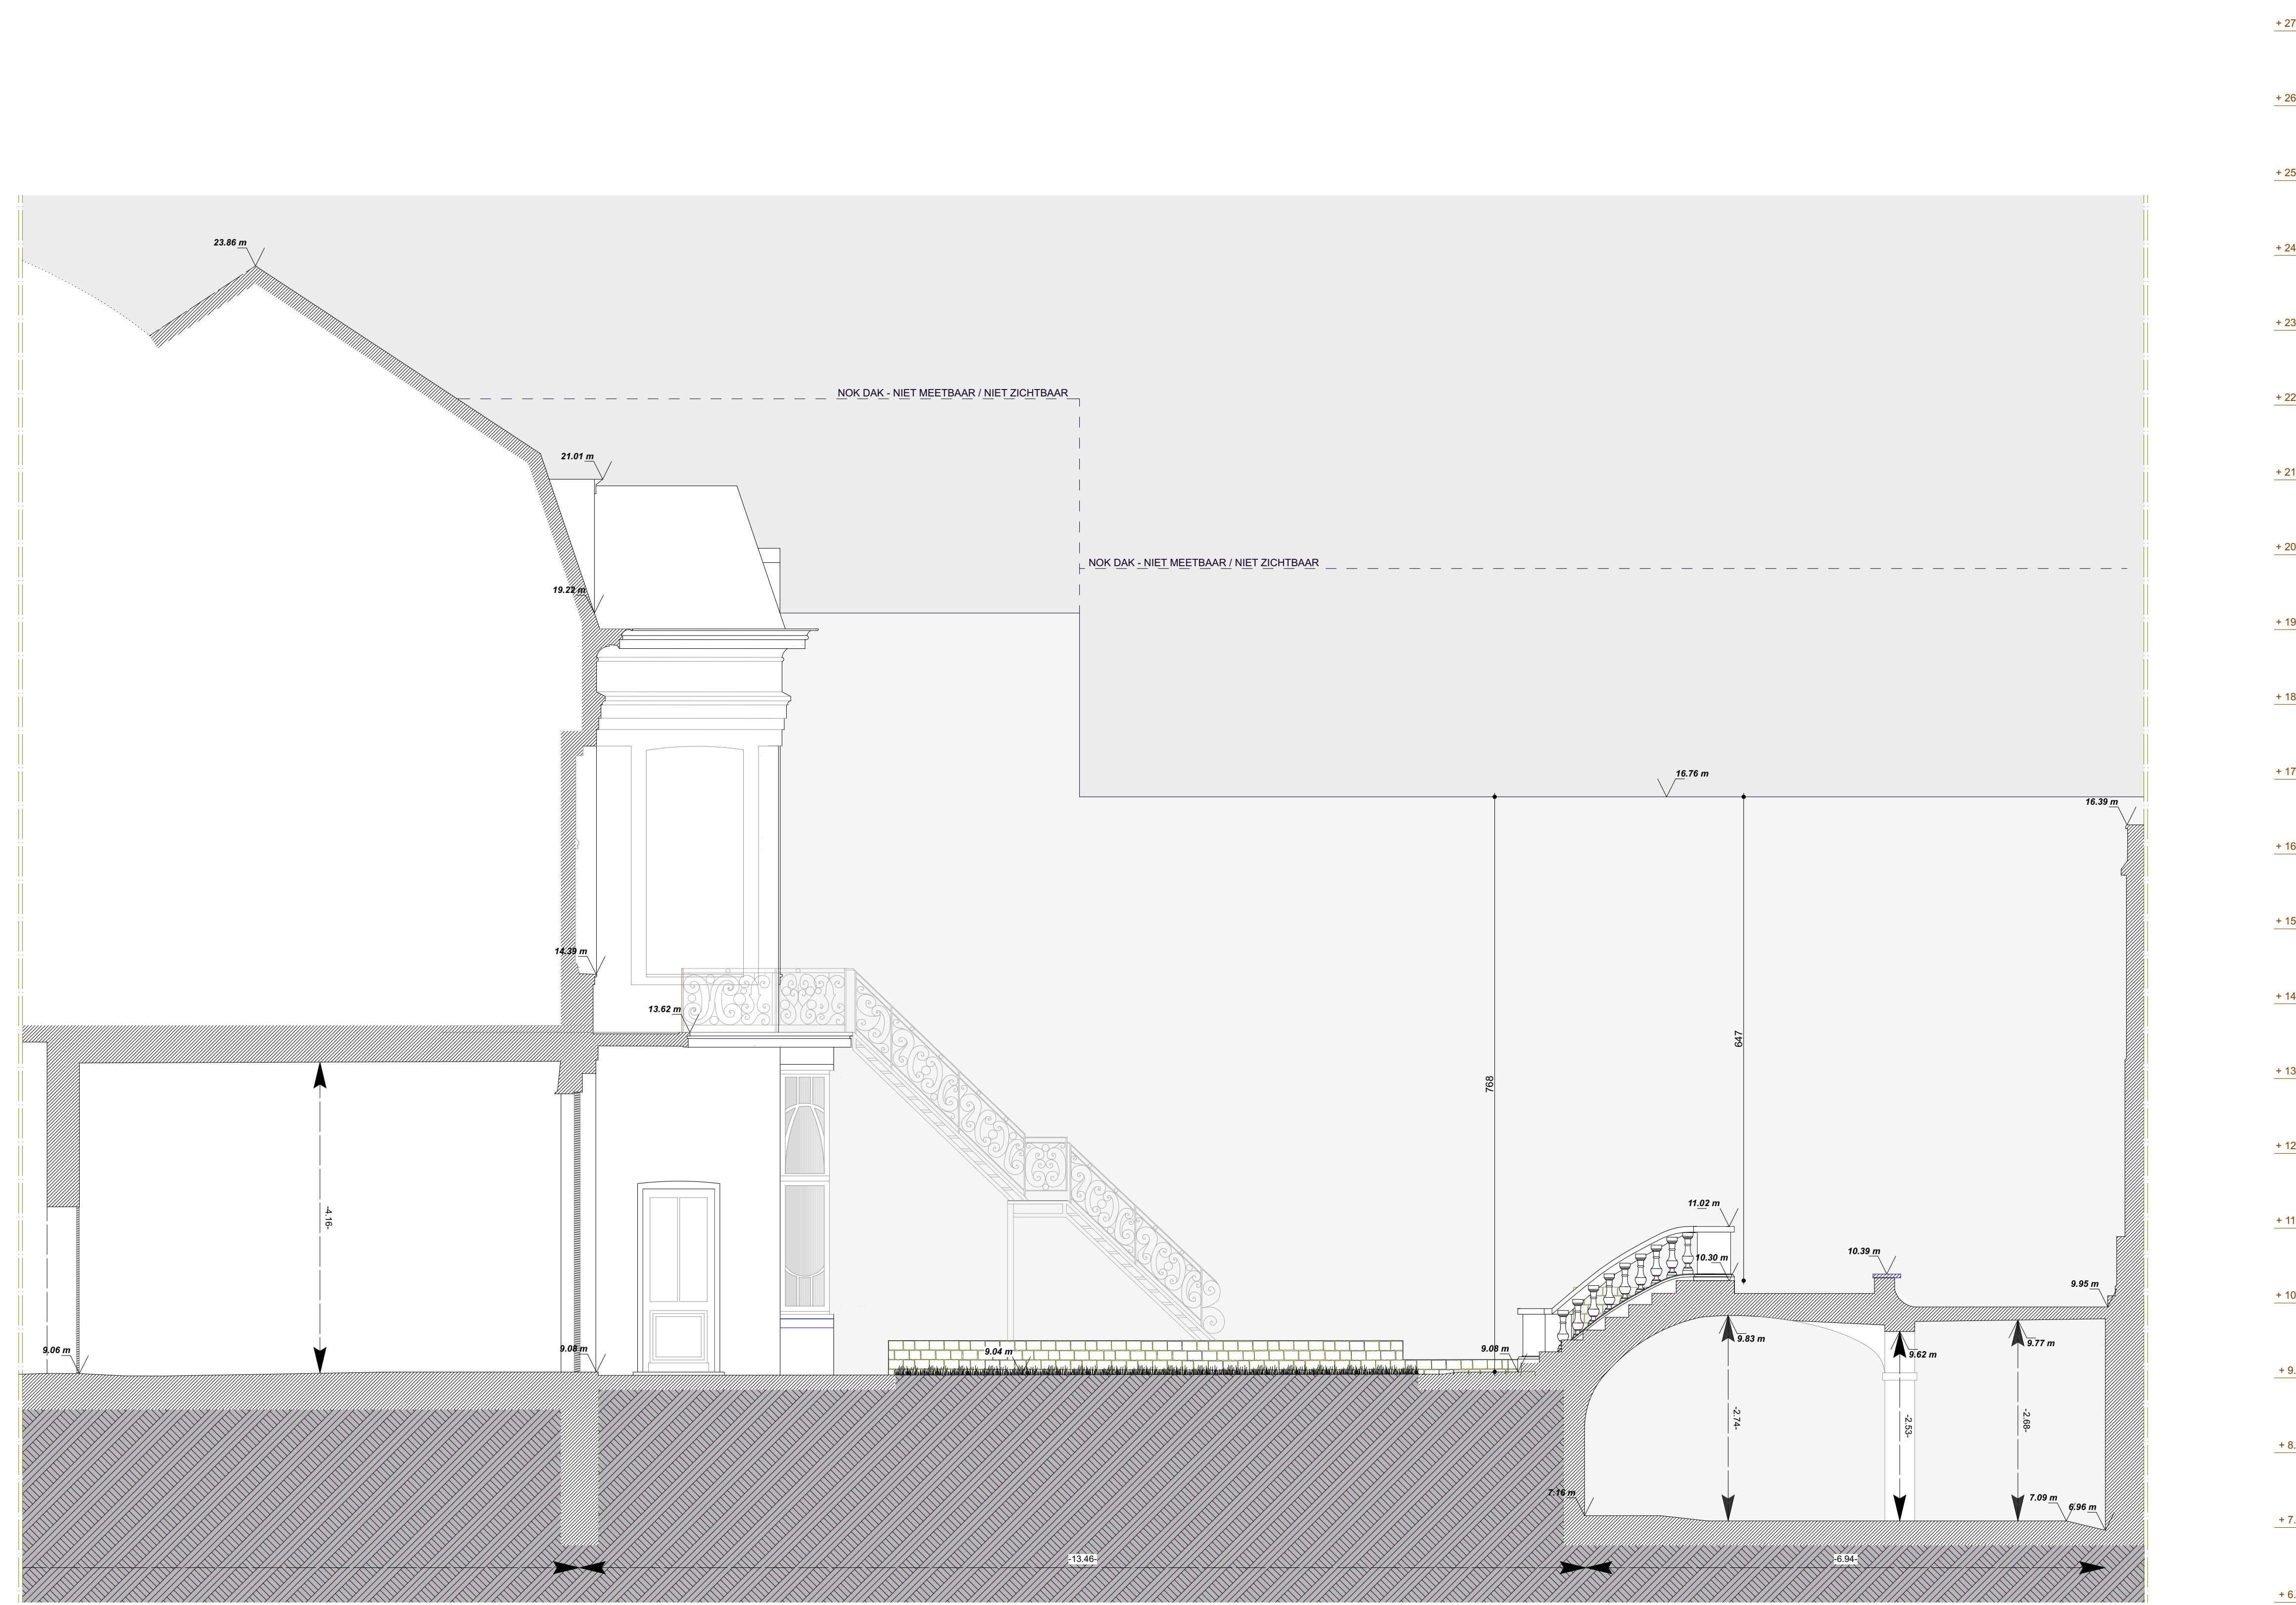 + 27
+ 26
+ 25
23.86 m
+ 24
+ 23
NOK DAK - NIET MEETBAAR / NIET ZICHTBAAR
+ 22
21.01 m
+ 21
NOK DAK - NIET MEETBAAR / NIET ZICHTBAAR
+ 20
19.22 m
+ 19
+ 18
16.76 m
+ 17
16.39 m
+ 16
14.39 m
+ 15
13.62 m
+ 14
647
768
+ 13
+ 12
11.02 m
-4.16-
+ 11
10.30 m
10.39 m
9.95 m
+ 10
9.06 m
9.08 m
9.04 m
9.08 m
9.83 m
9.62 m
9.77 m
+ 9.
-2.74-
-2.53-
-2.68-
+ 8.
7.16 m
7.09 m
6.96 m
+ 7.
-13.46-
-6.94-
+ 6.